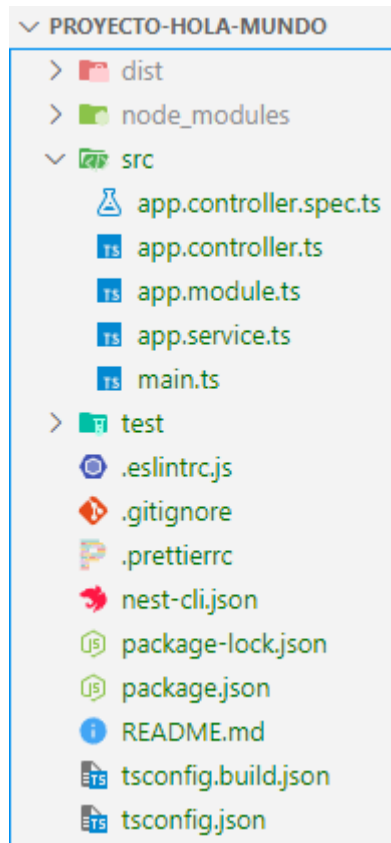 PROYECTO-HOLA-MUNDO
dist
node_modules
src
app.controller.spec.ts
app.controller.ts
app.module.ts
app.service.ts
main.ts
test
.eslintrc.js
.gitignore
.prettierrc
nest-cli.json
package-lock.json
package.json
README.md
tsconfig.build.json
tsconfig.json